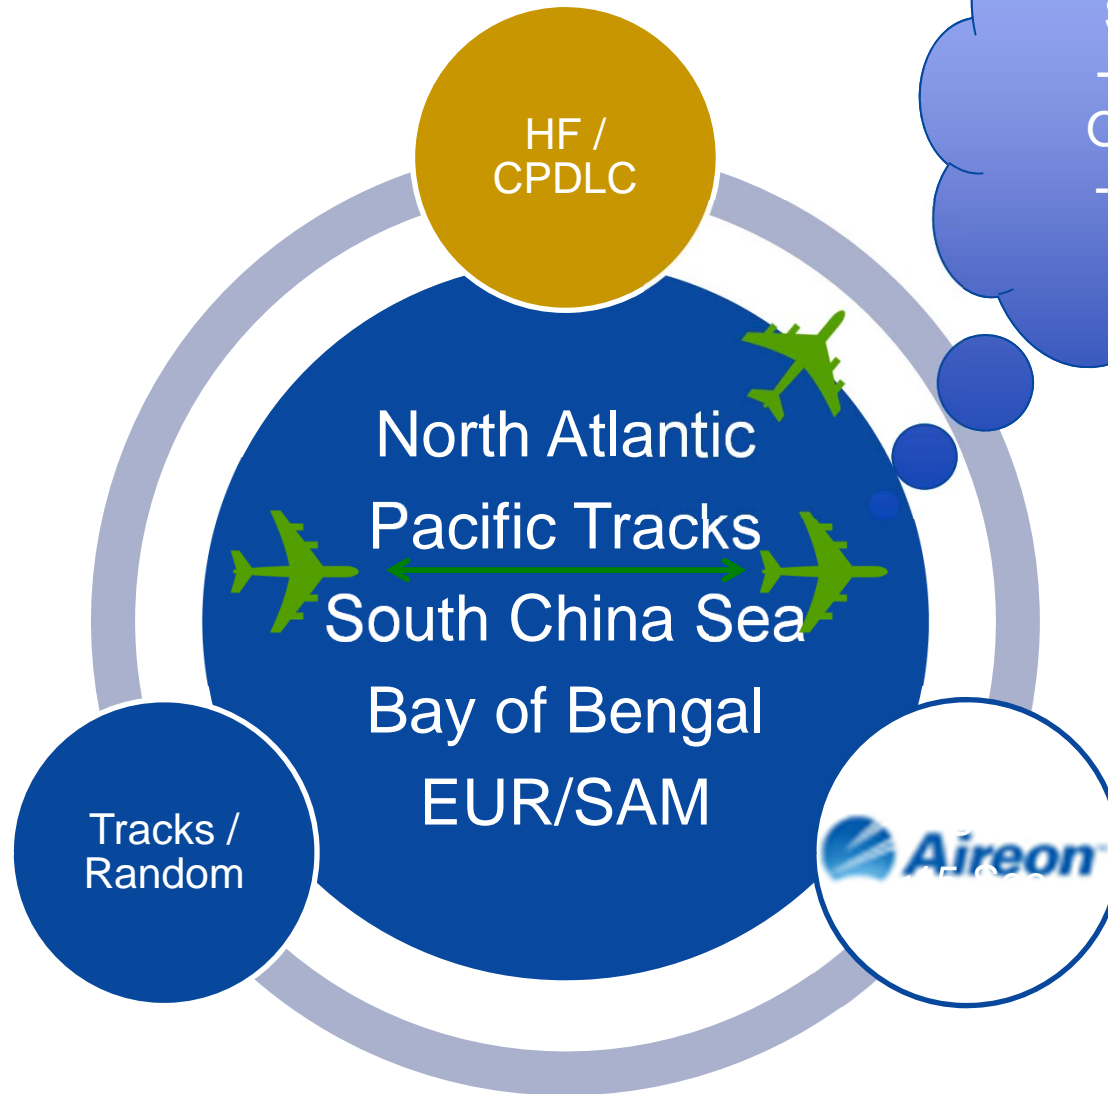 HF /
CPDLC
North Atlantic
Pacific Tracks
South China Sea
Bay of Bengal
EUR/SAM
Tracks /
Random
Aireon